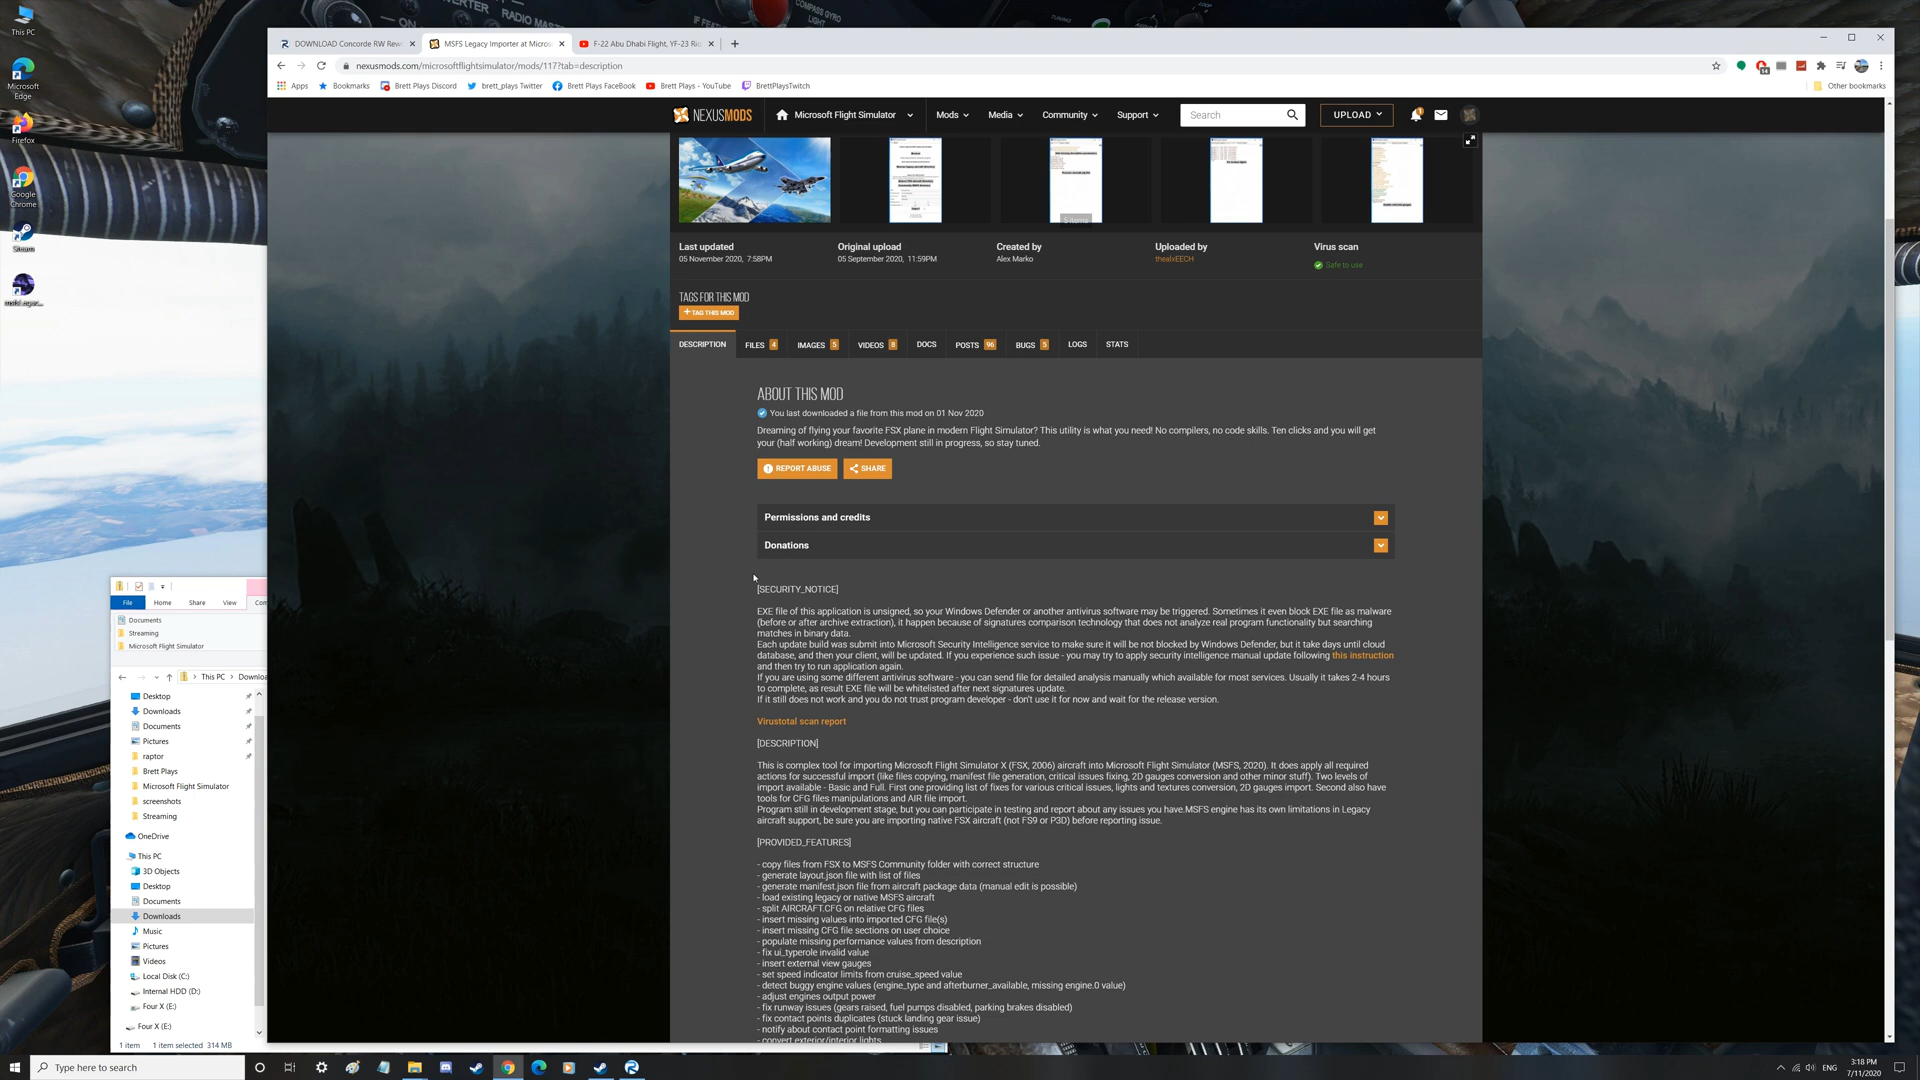 This PC
Microsoft
Edge
Firefox
Google
Chrome
Steam
DOWNLOAD Concorde RW Rew
MSFS Legacy Importer at Micros
F-22 Abu Dhabi Flight, YF-23 Ri
nexusmods.com/microsoftflightsimulator/mods/117?tab=description
Apps
Bookmarks
Brett Plays Discord
brett_plays Twitter
Brett Plays FaceBook
Brett Plays - YouTube
BrettPlaysTwitch
Other bookmarks
NEXUSMODS
Microsoft Flight Simulator
Mods
Media
Community
Support
Search
UPLOAD
5 items
Last updated
05 November 2020, 7:58PM
Original upload
05 September 2020, 11:59PM
Created by
Alex Marko
Uploaded by
thealxEECH
Virus scan
Safe to use
TAGS FOR THIS MOD
+ TAG THIS MOD
DESCRIPTION
FILES 4
IMAGES 5
VIDEOS 8
DOCS
POSTS 96
BUGS 5
LOGS
STATS
ABOUT THIS MOD
You last downloaded a file from this mod on 01 Nov 2020
Dreaming of flying your favorite FSX plane in modern Flight Simulator? This utility is what you need! No compilers, no code skills. Ten clicks and you will get
your (half working) dream! Development still in progress, so stay tuned.
REPORT ABUSE
SHARE
Permissions and credits
Donations
[SECURITY_NOTICE]
EXE file of this application is unsigned, so your Windows Defender or another antivirus software may be triggered. Sometimes it even block EXE file as malware
(before or after archive extraction), it happen because of signatures comparison technology that does not analyze real program functionality but searching
matches in binary data.
Each update build was submit into Microsoft Security Intelligence service to make sure it will be not blocked by Windows Defender, but it take days until cloud
database, and then your client, will be updated. If you experience such issue - you may try to apply security intelligence manual update following this instruction
and then try to run application again.
If you are using some different antivirus software - you can send file for detailed analysis manually which available for most services. Usually it takes 2-4 hours
to complete, as result EXE file will be whitelisted after next signatures update.
If it still does not work and you do not trust program developer - don't use it for now and wait for the release version.
Virustotal scan report
[DESCRIPTION]
This is complex tool for importing Microsoft Flight Simulator X (FSX, 2006) aircraft into Microsoft Flight Simulator (MSFS, 2020). It does apply all required
actions for successful import (like files copying, manifest file generation, critical issues fixing, 2D gauges conversion and other minor stuff). Two levels of
import available - Basic and Full. First one providing list of fixes for various critical issues, lights and textures conversion, 2D gauges import. Second also have
tools for CFG files manipulations and AIR file import.
Program still in development stage, but you can participate in testing and report about any issues you have.MSFS engine has its own limitations in Legacy
aircraft support, be sure you are importing native FSX aircraft (not FS9 or P3D) before reporting issue.
[PROVIDED_FEATURES]
- copy files from FSX to MSFS Community folder with correct structure
- generate layout.json file with list of files
- generate manifest.json file from aircraft package data (manual edit is possible)
- load existing legacy or native MSFS aircraft
- split AIRCRAFT.CFG on relative CFG files
- insert missing values into imported CFG file(s)
- insert missing CFG file sections on user choice
- populate missing performance values from description
- fix ui_typerole invalid value
- insert external view gauges
- set speed indicator limits from cruise_speed value
- detect buggy engine values (engine_type and afterburner_available, missing engine.0 value)
- adjust engines output power
- fix runway issues (gears raised, fuel pumps disabled, parking brakes disabled)
- fix contact points duplicates (stuck landing gear issue)
- notify about contact point formatting issues
- convert exterior/interior lights
File
Home
Share
View
Documents
Streaming
Microsoft Flight Simulator
This PC
Downloa
Desktop
Downloads
Documents
Pictures
raptor
Brett Plays
Microsoft Flight Simulator
screenshots
Streaming
OneDrive
This PC
3D Objects
Desktop
Documents
Downloads
Music
Pictures
Videos
Local Disk (C:)
Internal HDD (D:)
Four X (E:)
Four X (E:)
1 item
1 item selected 314 MB
Type here to search
ENG
3:18 PM
7/11/2020